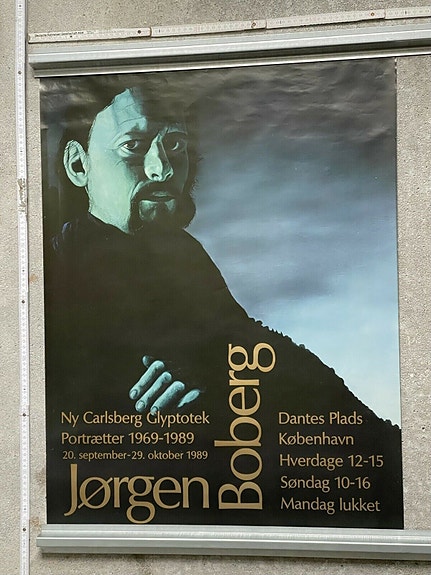 Ny Carlsberg Glyptotek
Portrætter 1969-1989
20. september-29. oktober 1989
Jørgen
Boberg
Dantes Plads
København
Hverdage 12-15
Søndag 10-16
Mandag lukket